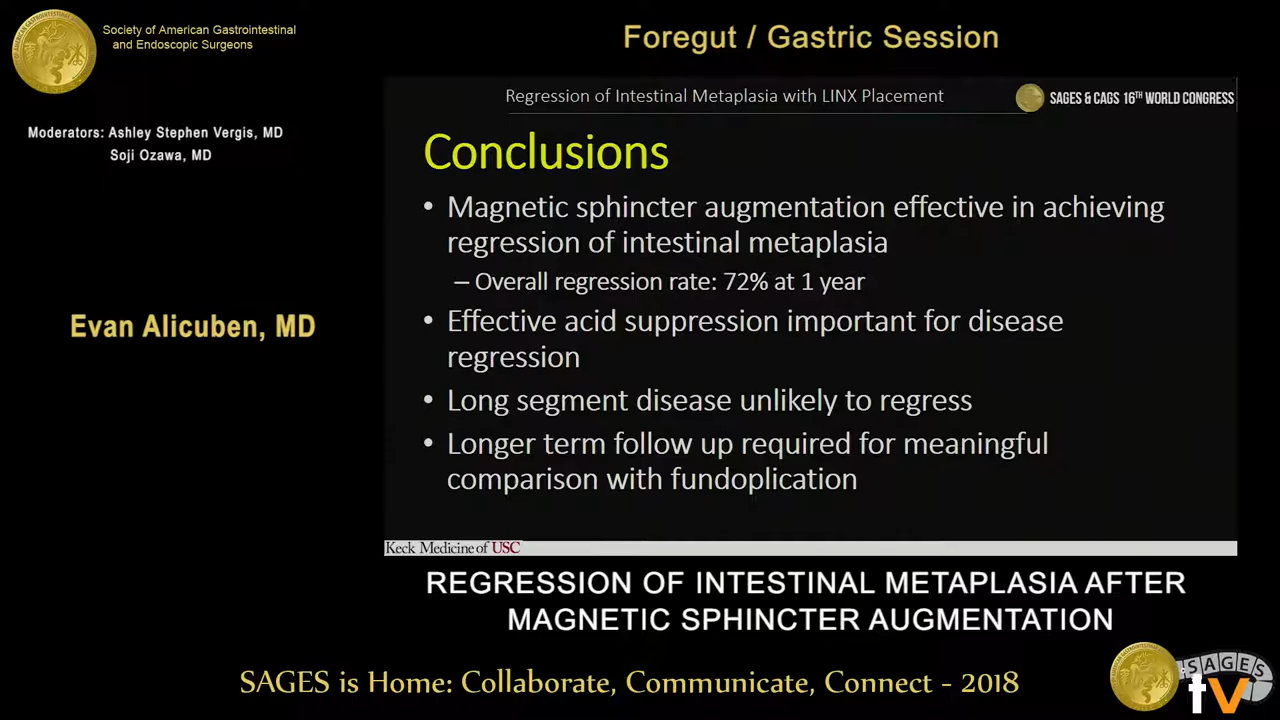 Society of American Gastrointestinal
and Endoscopic Surgeons
Foregut / Gastric Session
Moderators: Ashley Stephen Vergis, MD
Soji Ozawa, MD
Evan Alicuben, MD
Regression of Intestinal Metaplasia with LINX Placement
SAGES & CAGS 16TH WORLD CONGRESS
Conclusions
• Magnetic sphincter augmentation effective in achieving
regression of intestinal metaplasia
– Overall regression rate: 72% at 1 year
• Effective acid suppression important for disease
regression
• Long segment disease unlikely to regress
• Longer term follow up required for meaningful
comparison with fundoplication
Keck Medicine of USC
REGRESSION OF INTESTINAL METAPLASIA AFTER
MAGNETIC SPHINCTER AUGMENTATION
SAGES is Home: Collaborate, Communicate, Connect - 2018
SAGES
tv